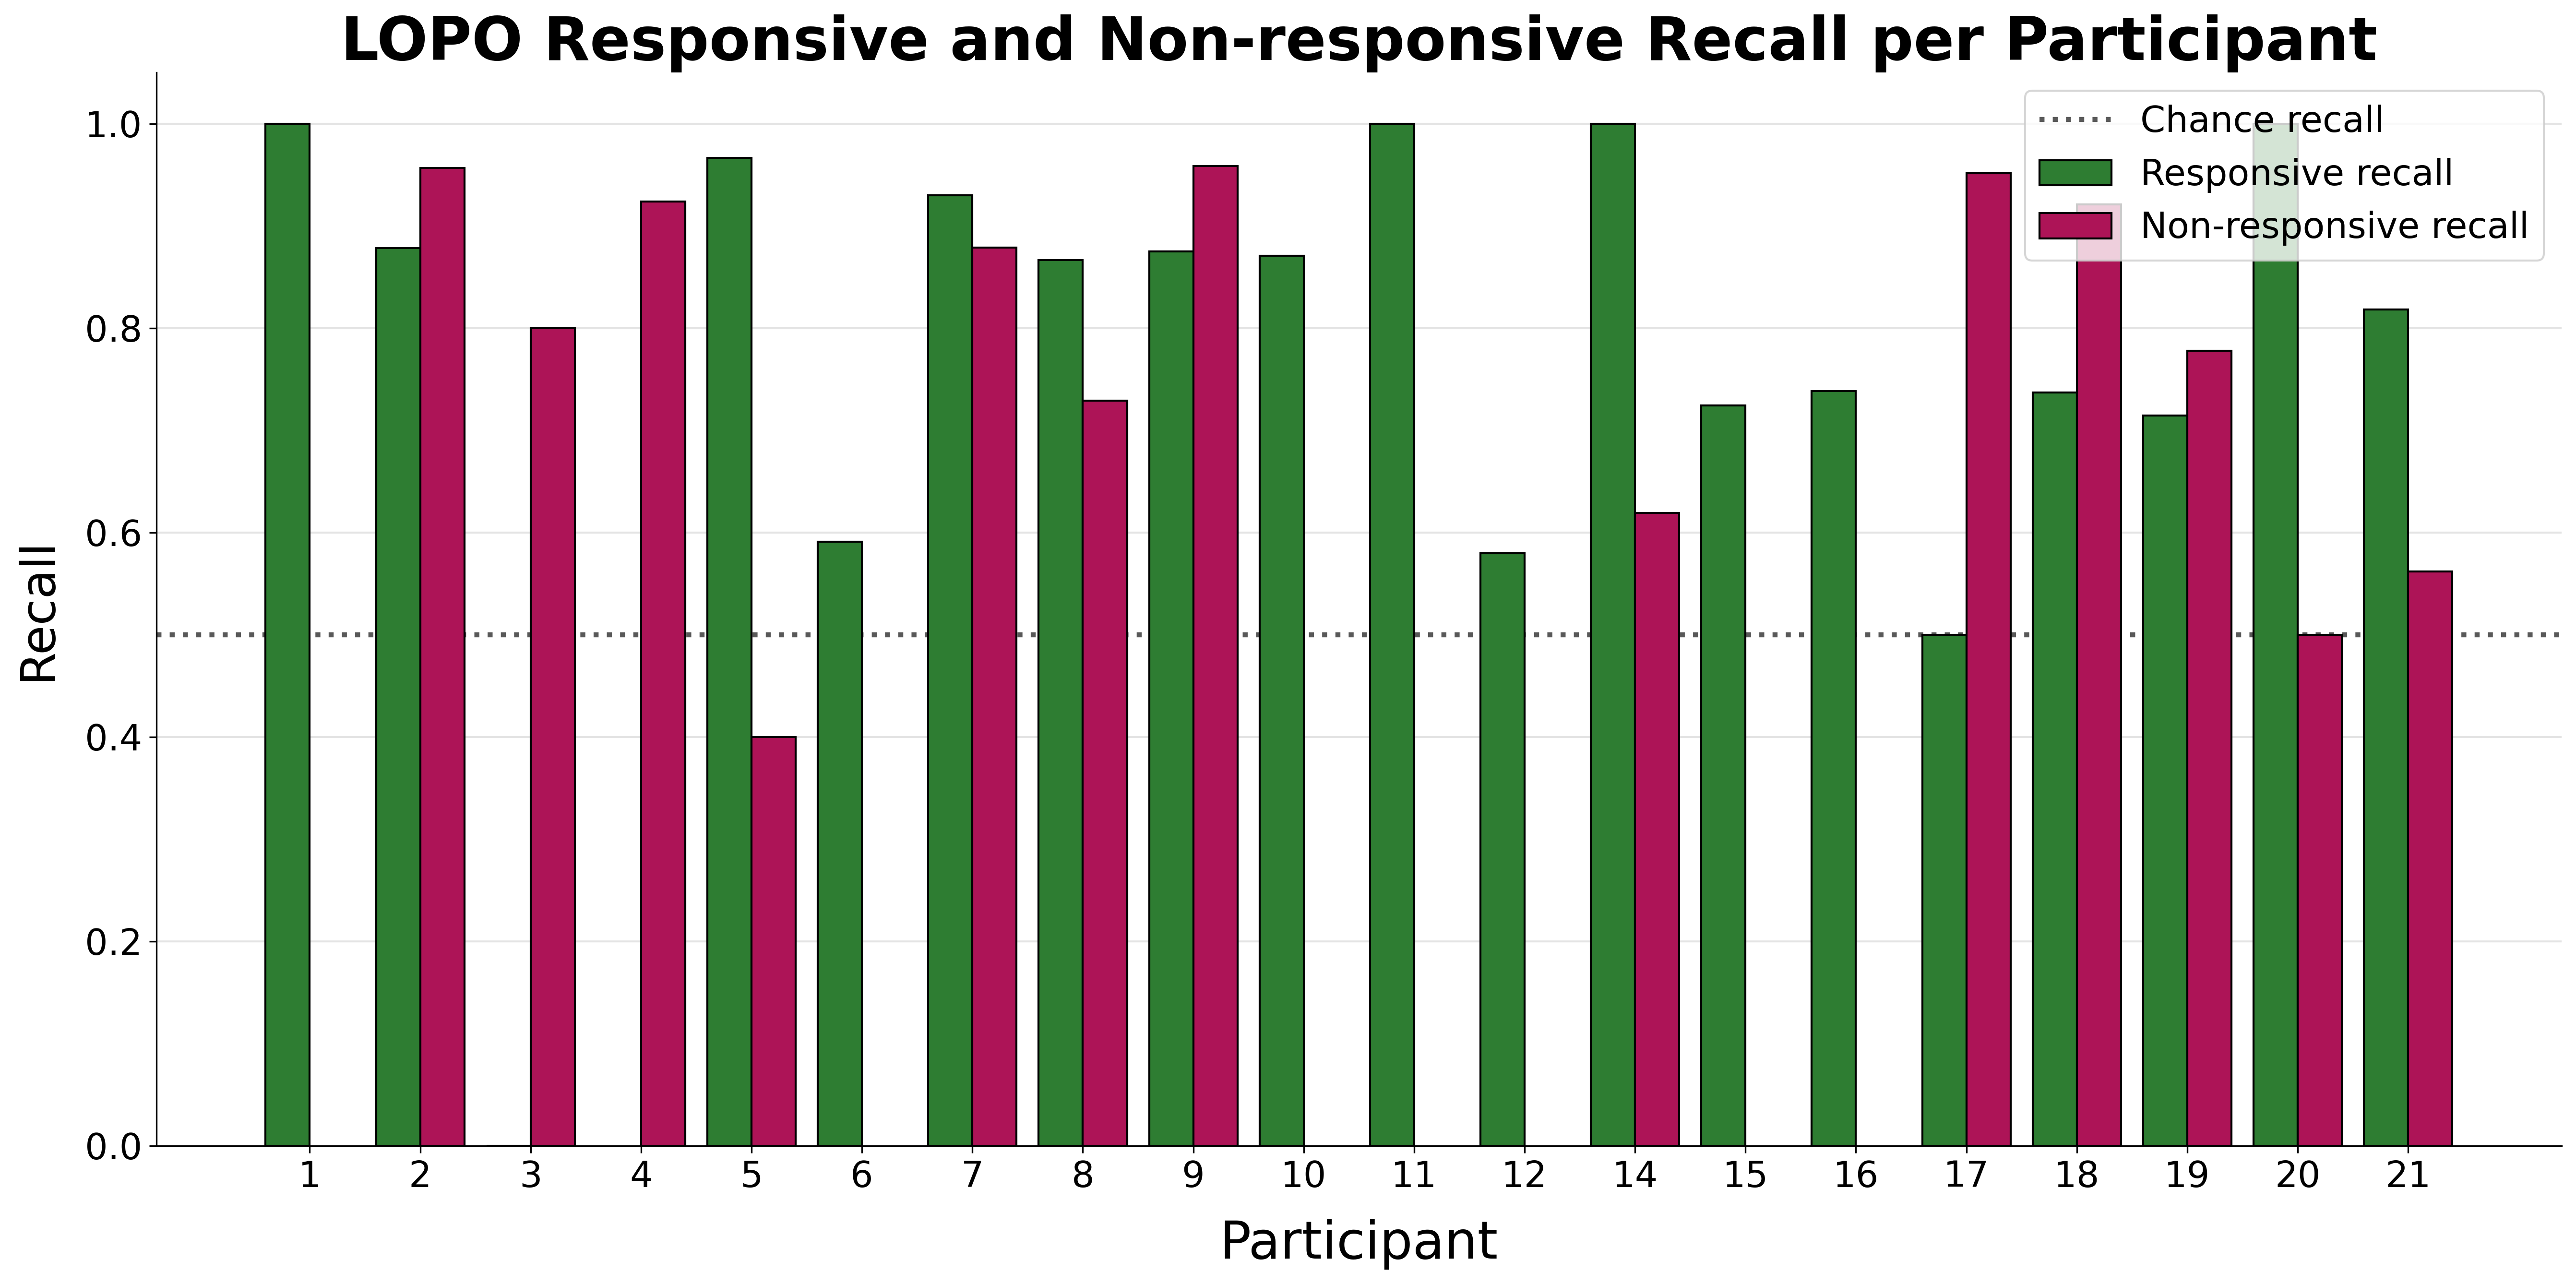 LOPO Responsive and Non-responsive Recall per Participant
Chance recall
Responsive recall
Non-responsive recall
1.0
0.8
0.6
0.4
0.2
0.0
Recall
1 2 3 4 5 6 7 8 9 10 11 12 14 15 16 17 18 19 20 21
Participant